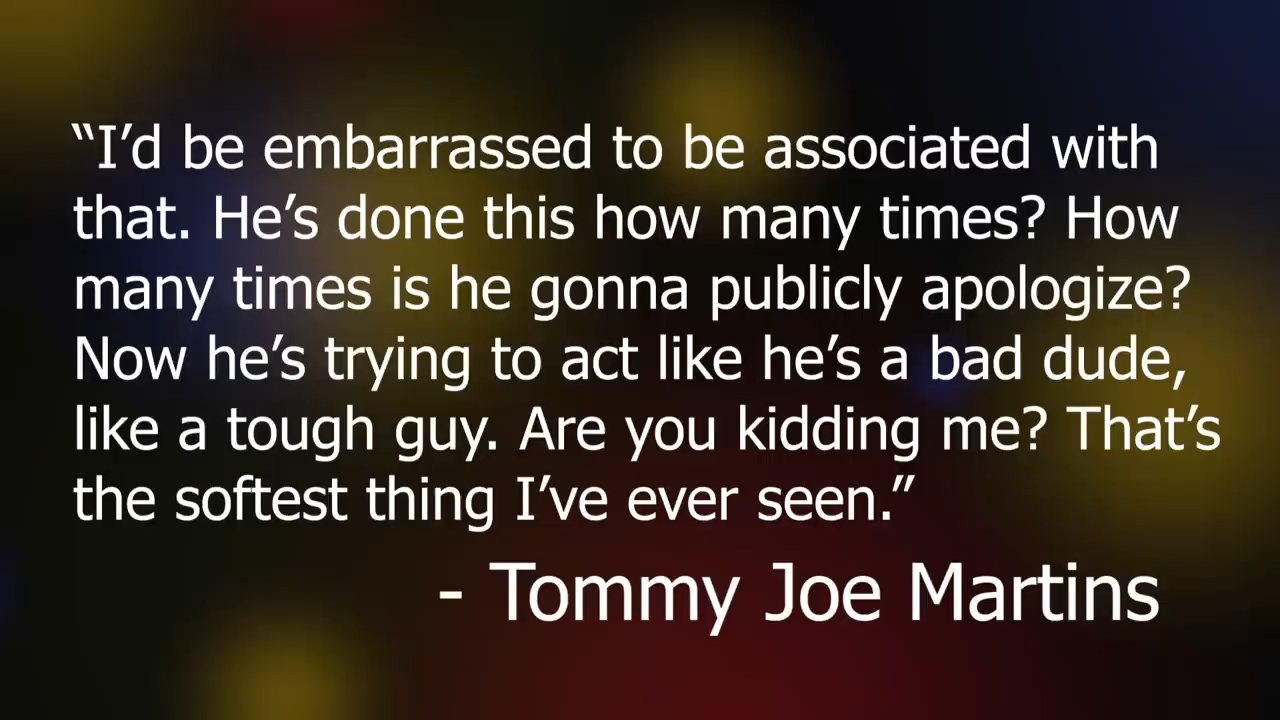 “I’d be embarrassed to be associated with
that. He’s done this how many times? How
many times is he gonna publicly apologize?
Now he’s trying to act like he’s a bad dude,
like a tough guy. Are you kidding me? That’s
the softest thing I’ve ever seen.”
- Tommy Joe Martins